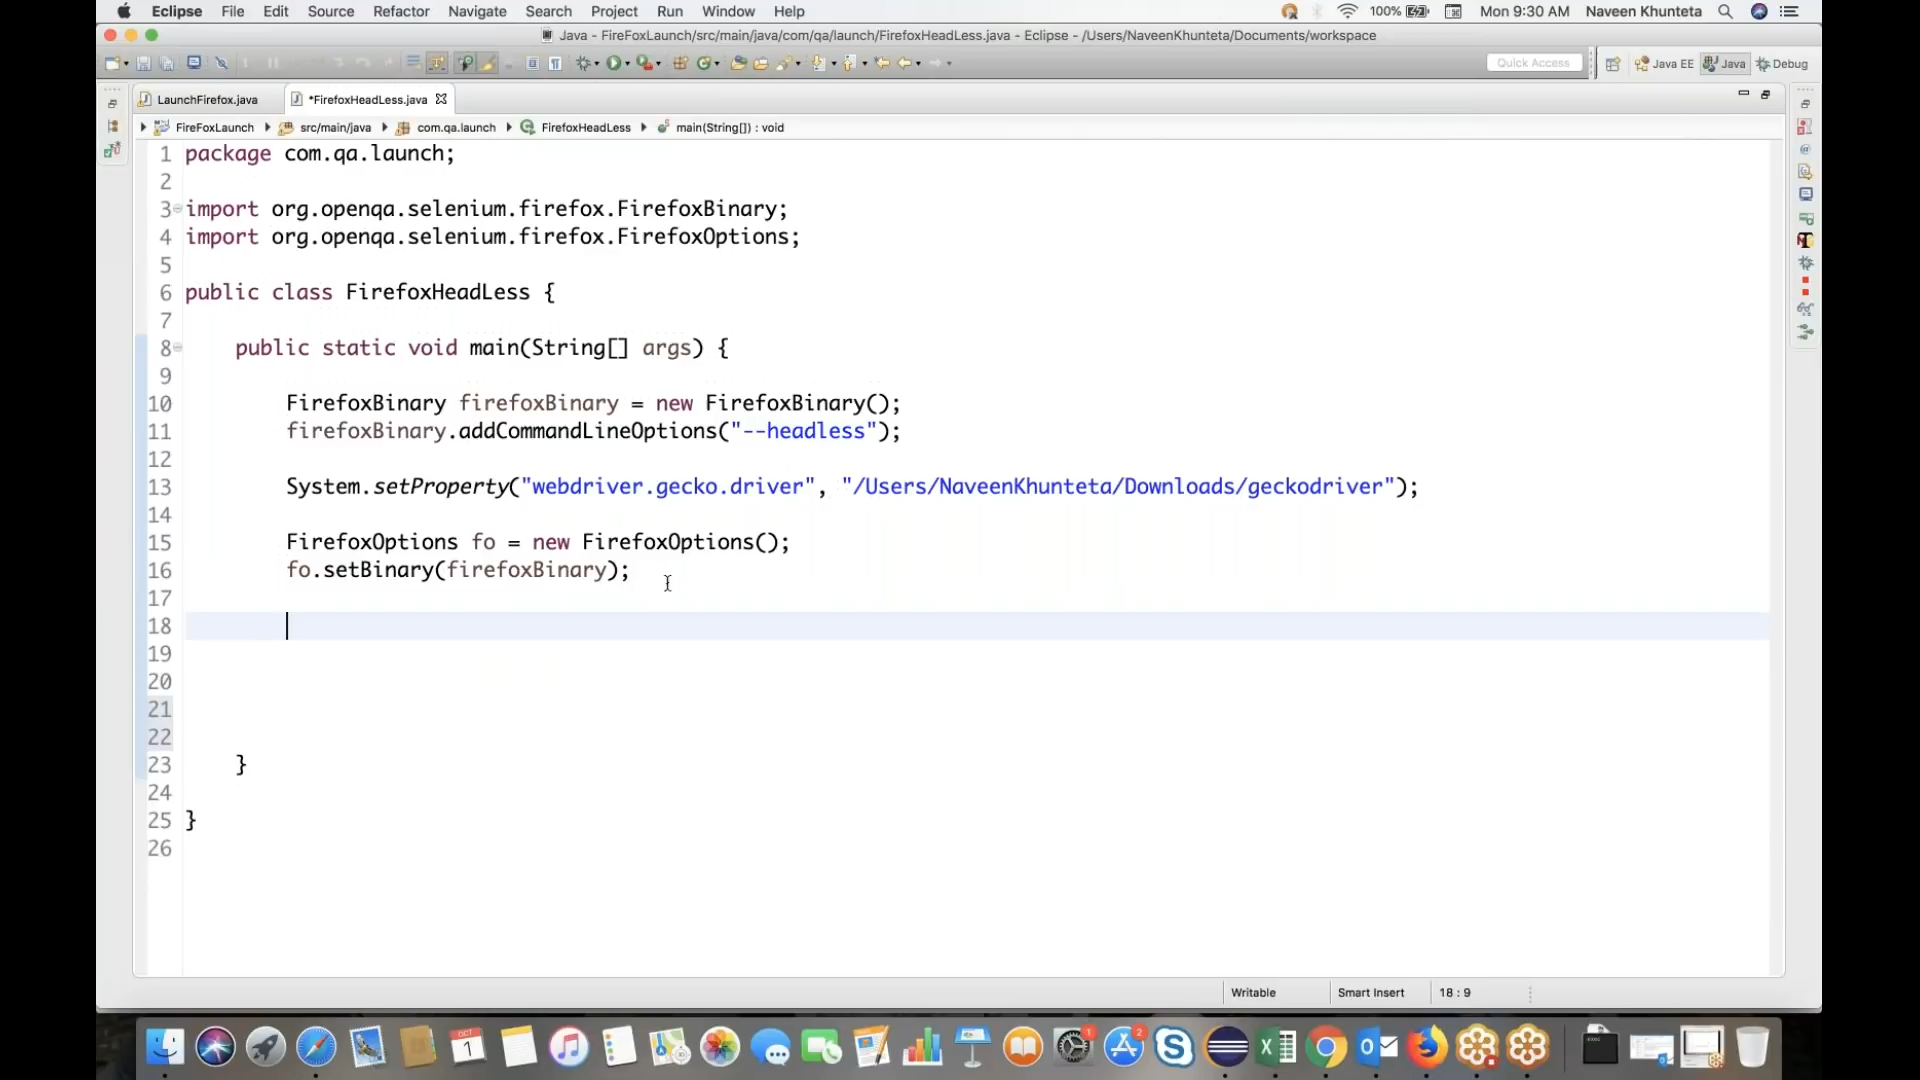 Eclipse File Edit Source Refactor Navigate Search Project Run Window Help 100% Mon 9:30 AM Naveen Khunteta
Java - FireFoxLaunch/src/main/java/com/qa/launch/FirefoxHeadLess.java - Eclipse - /Users/NaveenKhunteta/Documents/workspace
Quick Access Java EE Java Debug
LaunchFirefox.java *FirefoxHeadLess.java
FireFoxLaunch src/main/java com.qa.launch FirefoxHeadLess main(String[]) : void
1 package com.qa.launch;
2
3 import org.openqa.selenium.firefox.FirefoxBinary;
4 import org.openqa.selenium.firefox.FirefoxOptions;
5
6 public class FirefoxHeadLess {
7
8 public static void main(String[] args) {
9
10 FirefoxBinary firefoxBinary = new FirefoxBinary();
11 firefoxBinary.addCommandLineOptions("--headless");
12
13 System.setProperty("webdriver.gecko.driver", "/Users/NaveenKhunteta/Downloads/geckodriver");
14
15 FirefoxOptions fo = new FirefoxOptions();
16 fo.setBinary(firefoxBinary);
17
18
19
20
21
22
23 }
24
25 }
26
Writable Smart Insert 18 : 9
OCT 1 1 2